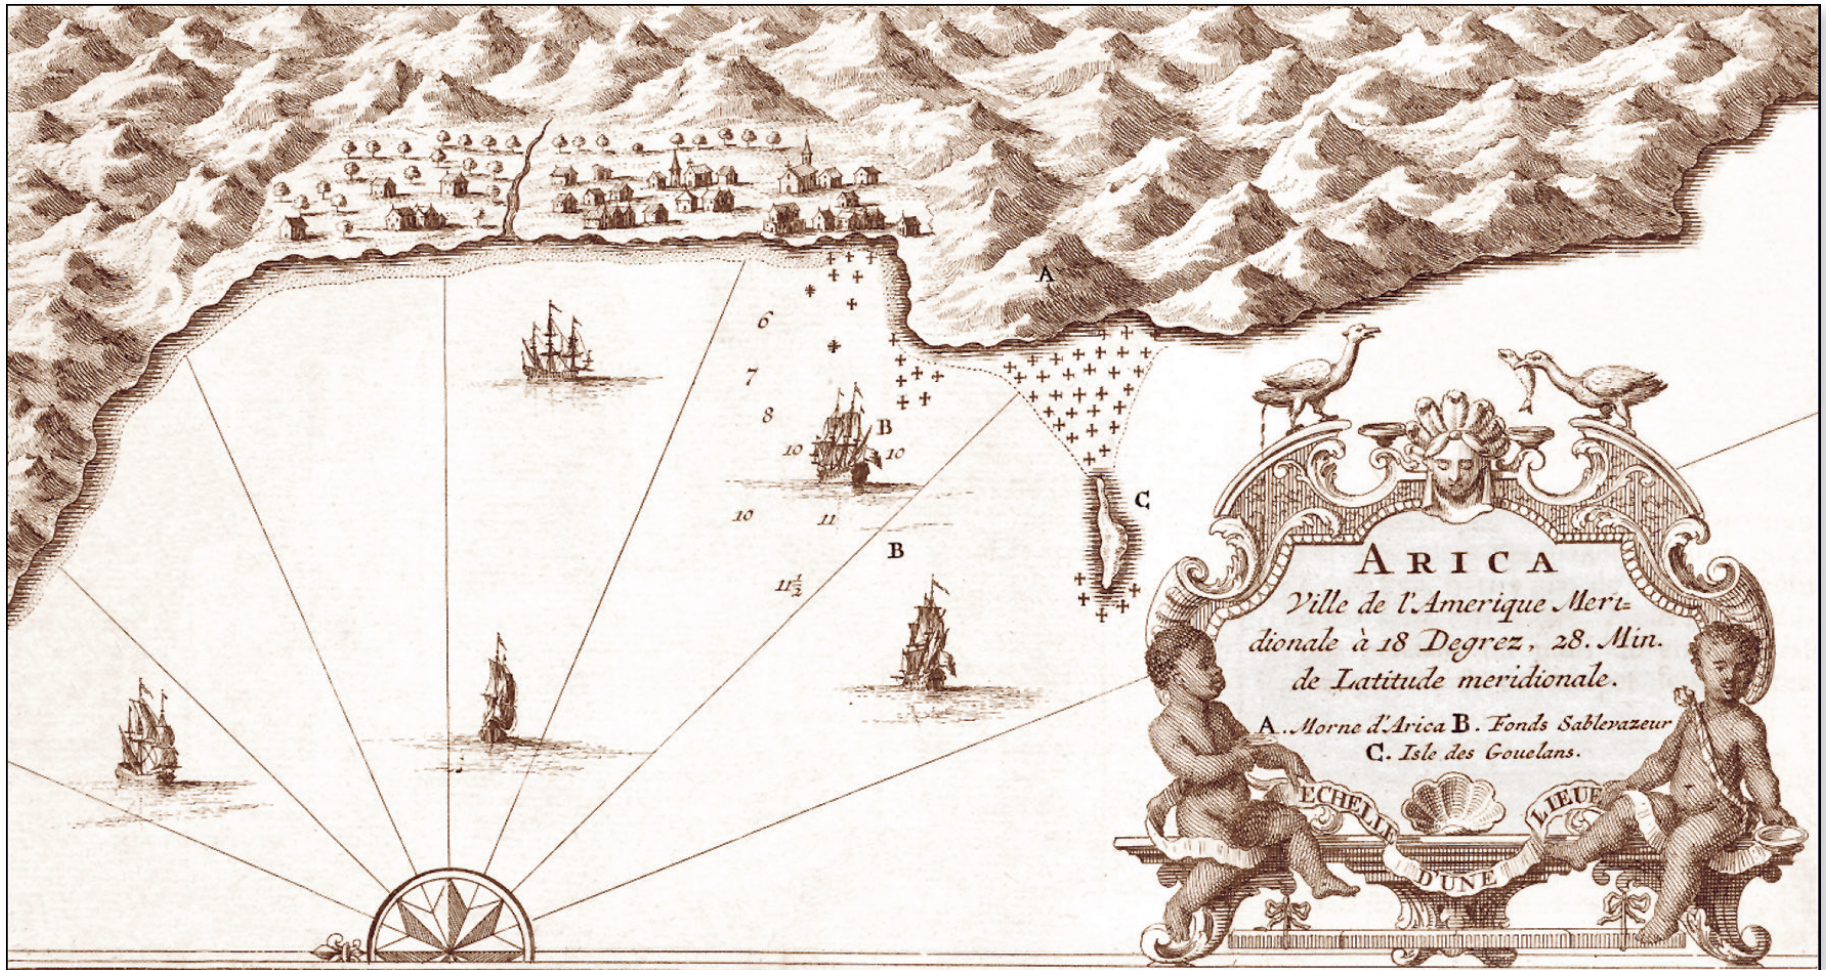 A
6
7
8
B
10 10
C
10 11
B
11½
ARICA
Ville de l'Amerique Meri=
dionale à 18 Degrez, 28. Min.
de Latitude meridionale.
A. Morne d'Arica B. Fonds Sablevazeur
C. Isle des Gouelans.
ECHELLE D'UNE LIEUE